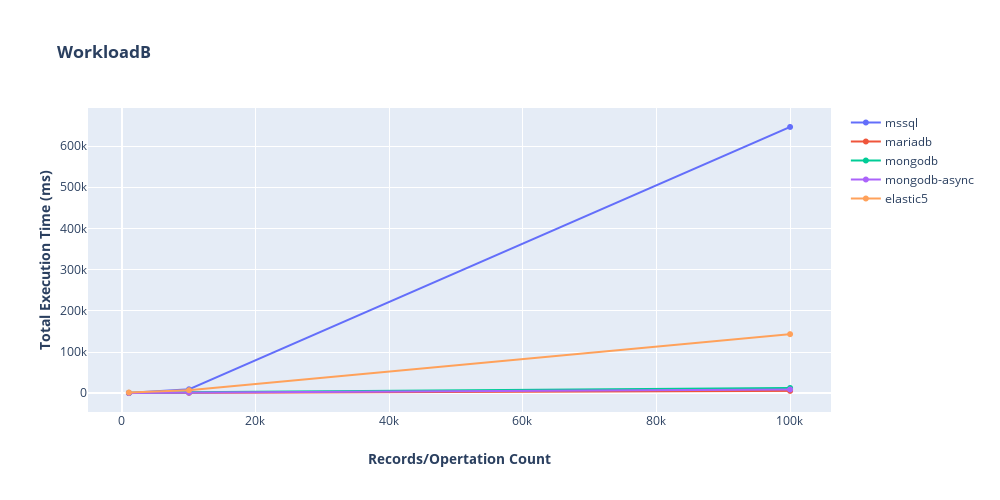 WorkloadB
Total Execution Time (ms)
600k
500k
400k
300k
200k
100k
0
0
20k
40k
60k
80k
100k
Records/Opertation Count
mssql
mariadb
mongodb
mongodb-async
elastic5